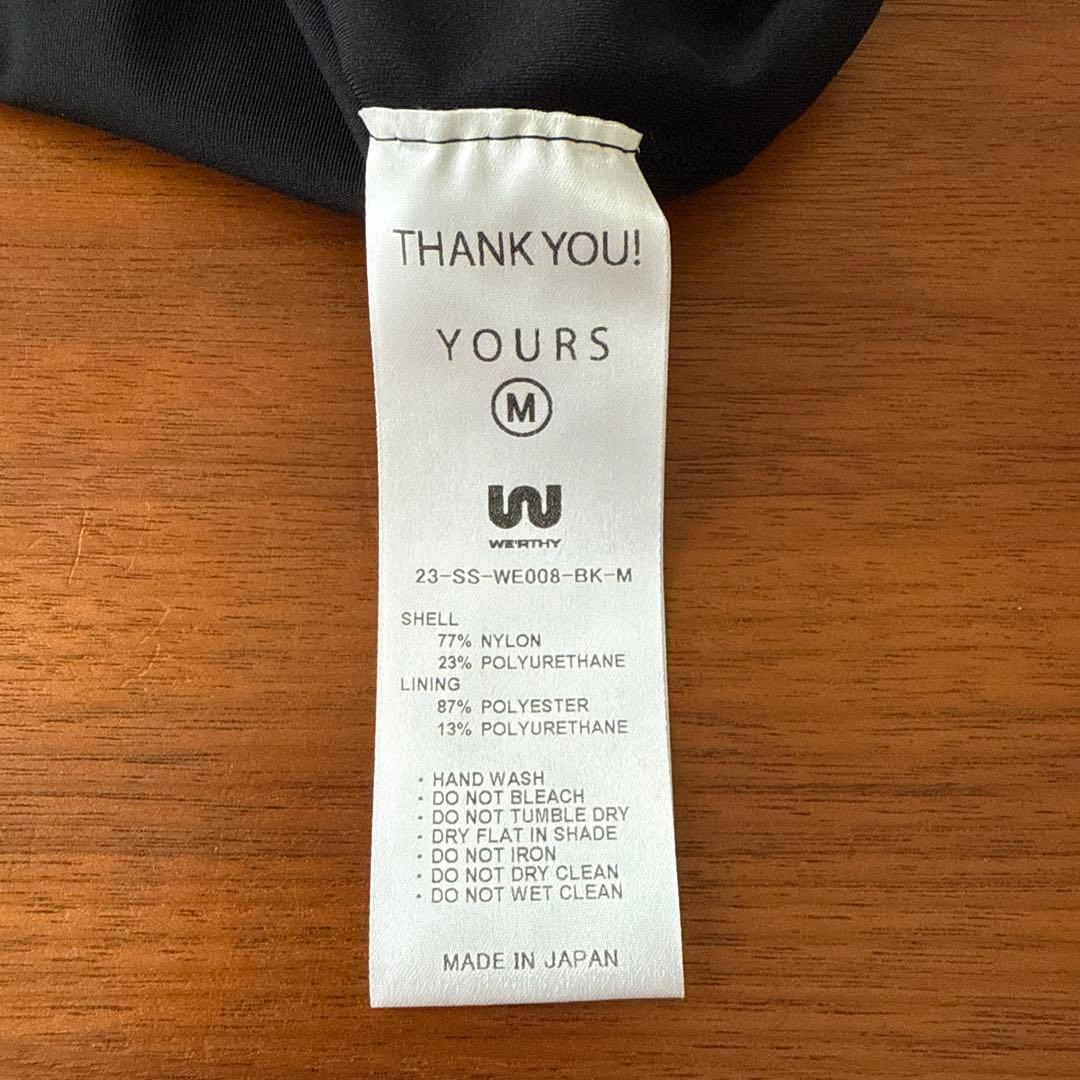 THANK YOU!
YOURS
M
WE'RTHY
23-SS-WE008-BK-M
SHELL
77% NYLON
23% POLYURETHANE
LINING
87% POLYESTER
13% POLYURETHANE
· HAND WASH
· DO NOT BLEACH
· DO NOT TUMBLE DRY
· DRY FLAT IN SHADE
· DO NOT IRON
· DO NOT DRY CLEAN
· DO NOT WET CLEAN
MADE IN JAPAN